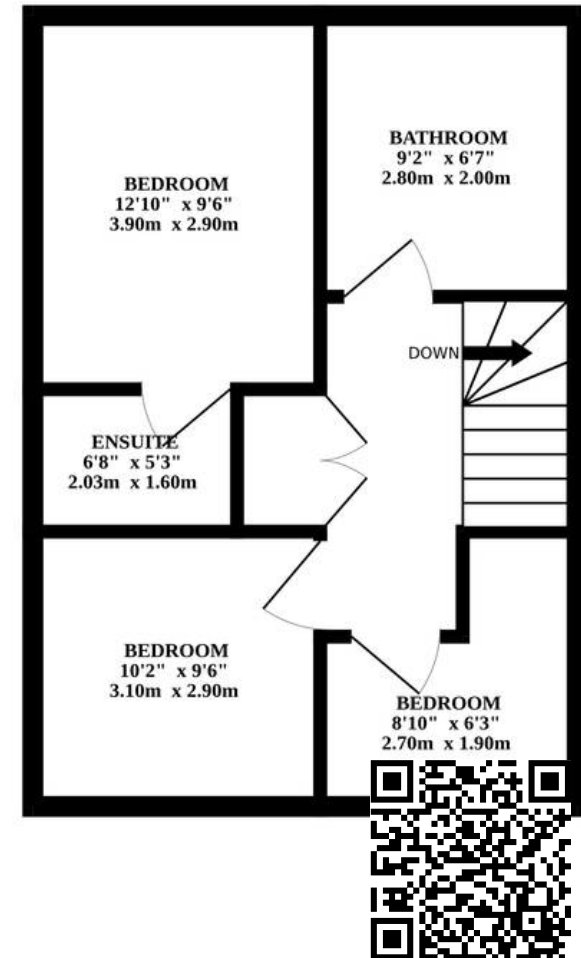 BATHROOM
9'2" x 6'7"
2.80m x 2.00m
BEDROOM
12'10" x 9'6"
3.90m x 2.90m
DOWN
ENSUITE
6'8" x 5'3"
2.03m x 1.60m
BEDROOM
10'2" x 9'6"
3.10m x 2.90m
BEDROOM
8'10" x 6'3"
2.70m x 1.90m